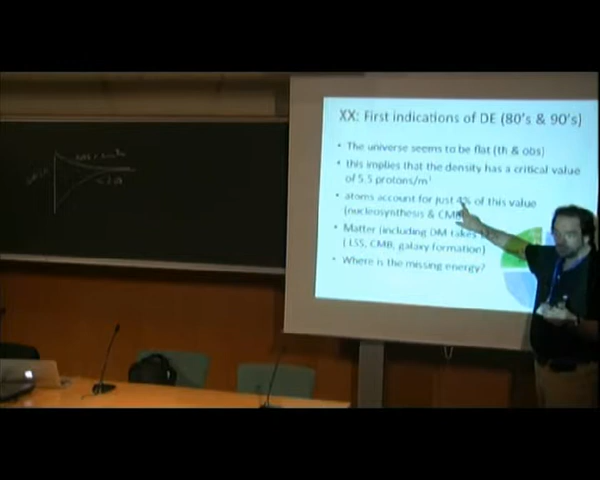 XX: First indications of DE (80's & 90's)
• The universe seems to be flat (th & obs)
• this implies that the density has a critical value
of 5.5 protons/m³
• atoms account for just 4% of this value
(nucleosynthesis & CMB)
• Matter (including DM takes
(LSS, CMB, galaxy formation)
• Where is the missing energy?